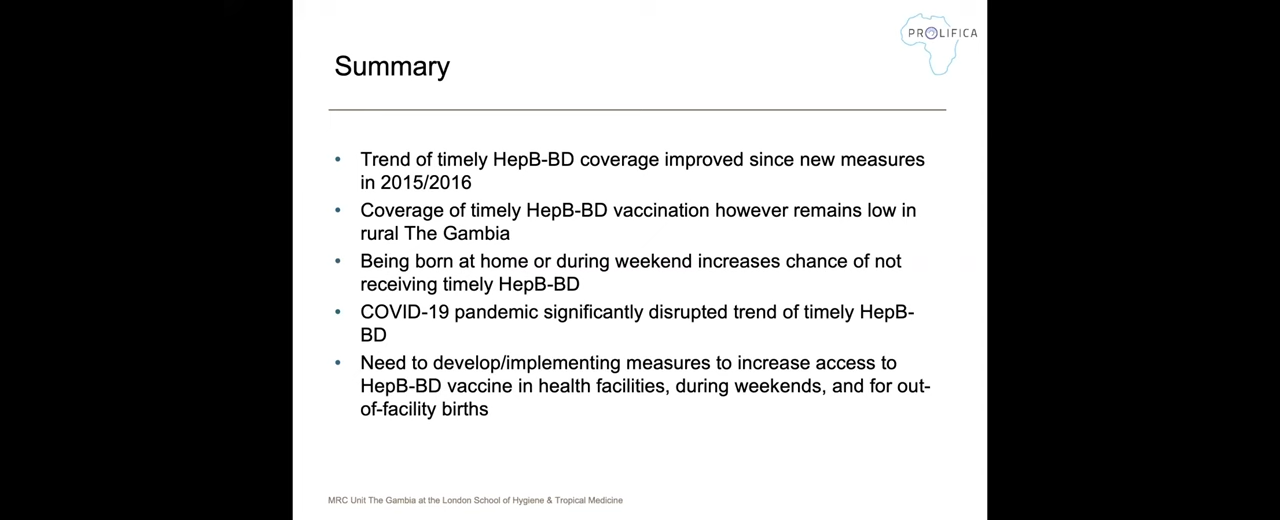 PROLIFICA
Summary
• Trend of timely HepB-BD coverage improved since new measures
in 2015/2016
• Coverage of timely HepB-BD vaccination however remains low in
rural The Gambia
• Being born at home or during weekend increases chance of not
receiving timely HepB-BD
• COVID-19 pandemic significantly disrupted trend of timely HepB-
BD
• Need to develop/implementing measures to increase access to
HepB-BD vaccine in health facilities, during weekends, and for out-
of-facility births
MRC Unit The Gambia at the London School of Hygiene & Tropical Medicine